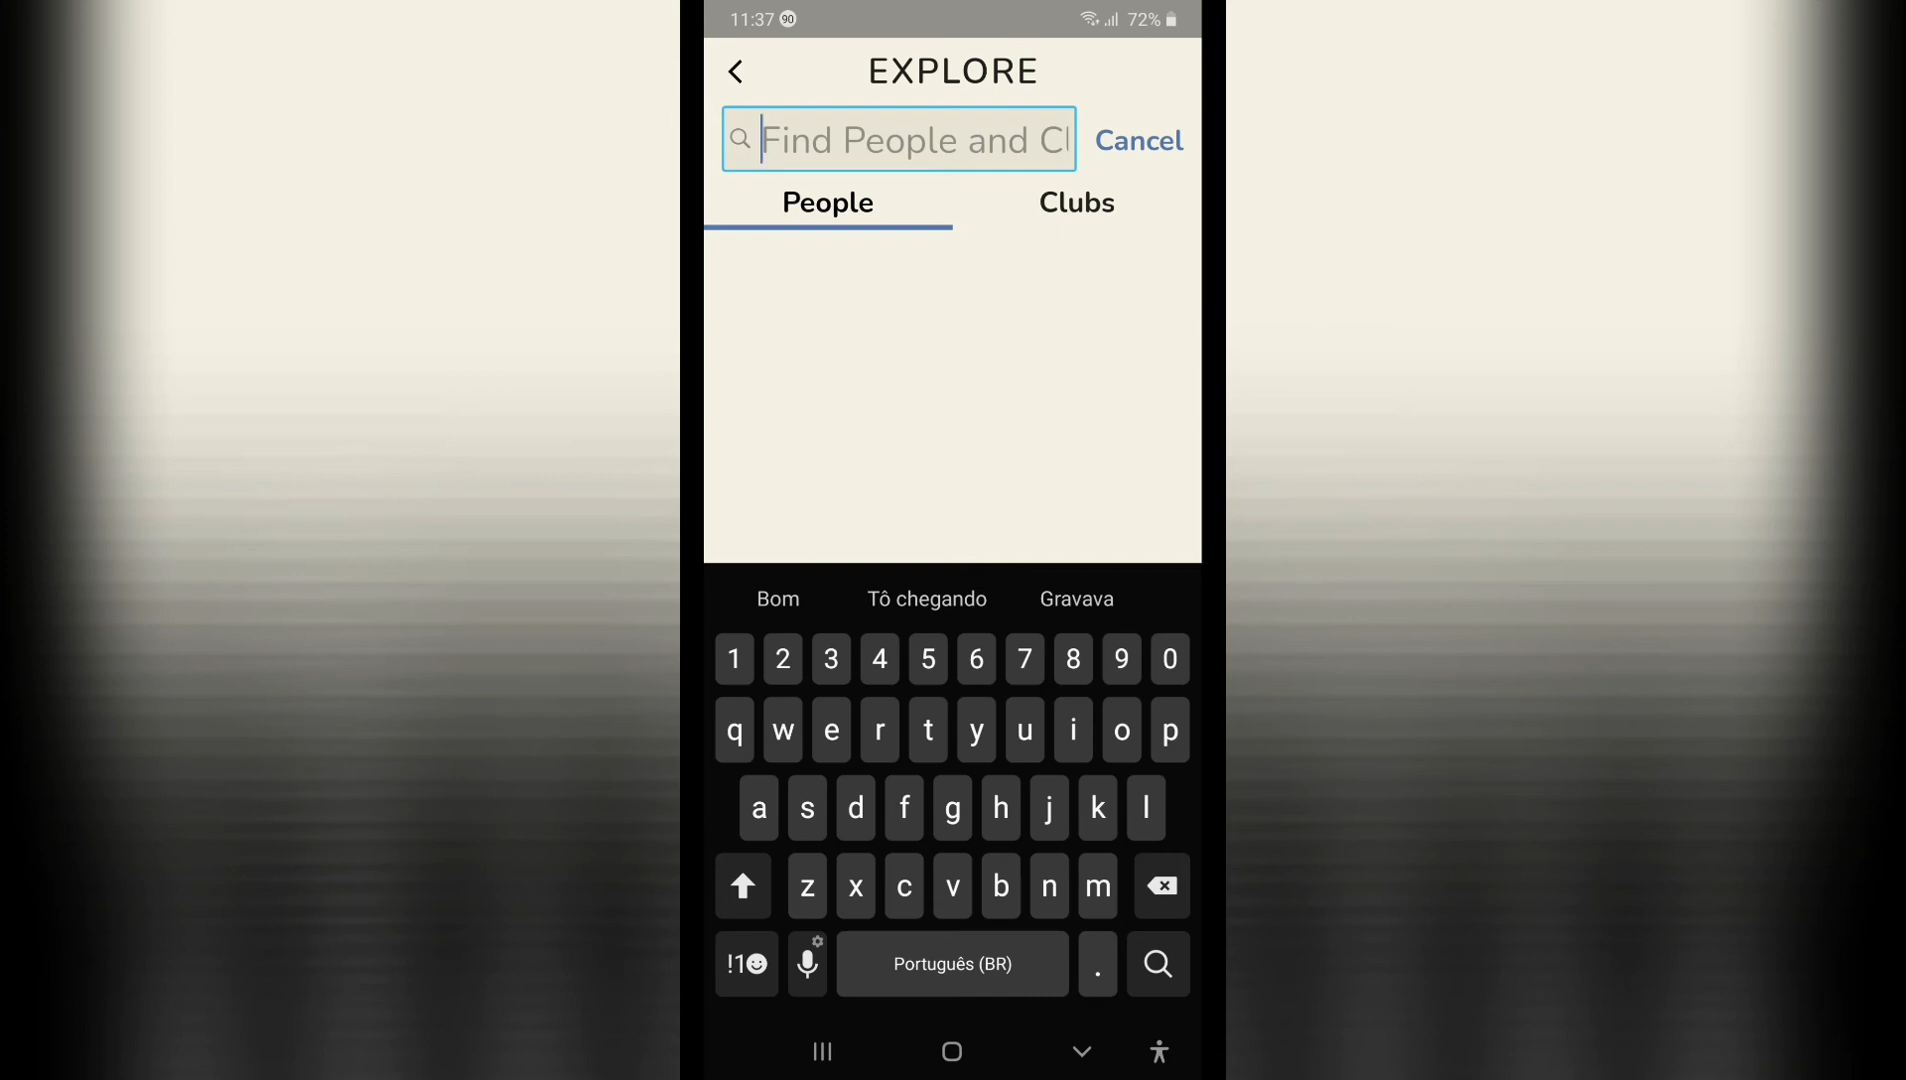 11:37 90 72%
EXPLORE
Find People and Cl
Cancel
People Clubs
Bom Tô chegando Gravava
1 2 3 4 5 6 7 8 9 0
q w e r t y u i o p
a s d f g h j k l
z x c v b n m
!1 Português (BR) .